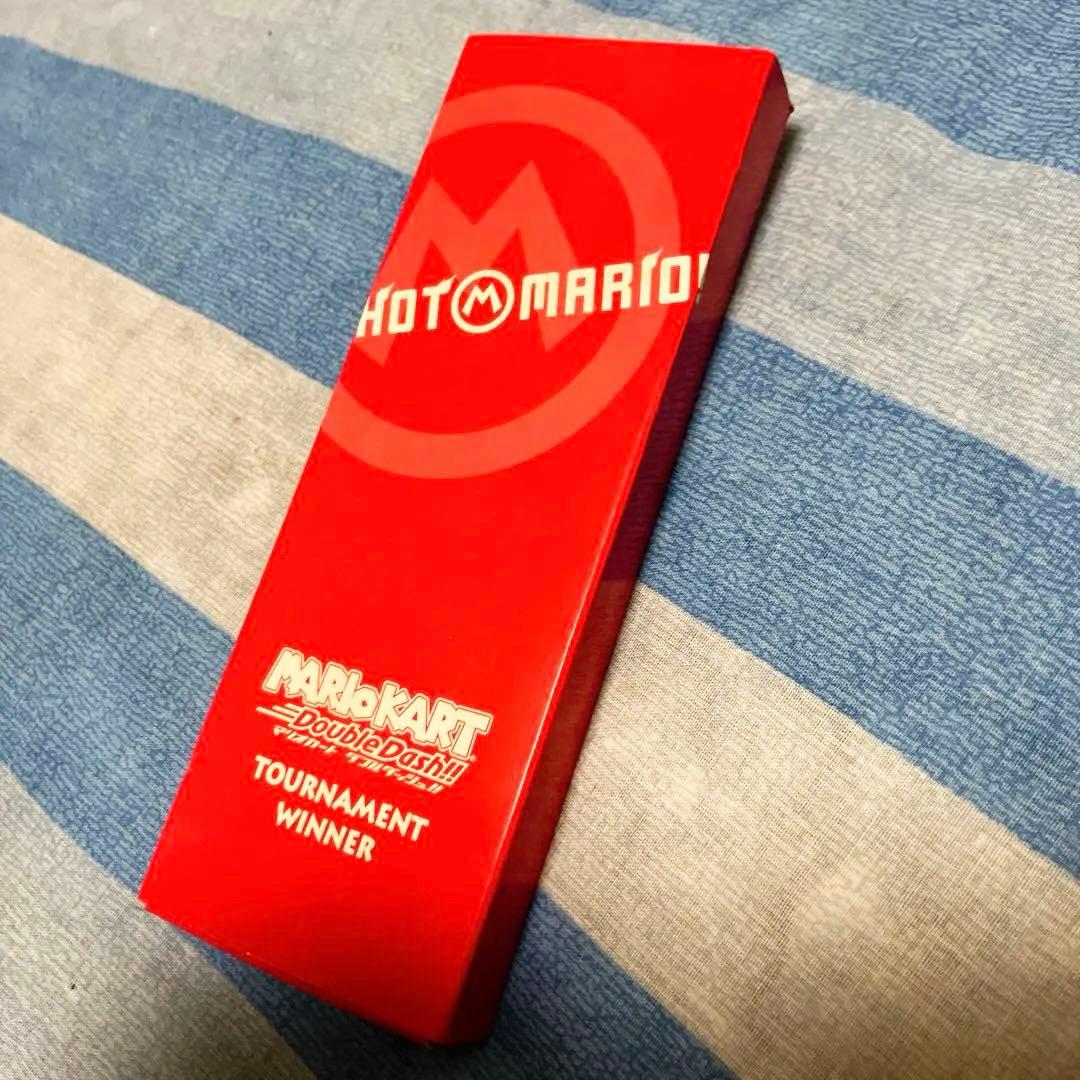 HOT M MARIO!
MARIO KART
Double Dash!!
マリオカート ダブルダッシュ!!
TOURNAMENT
WINNER